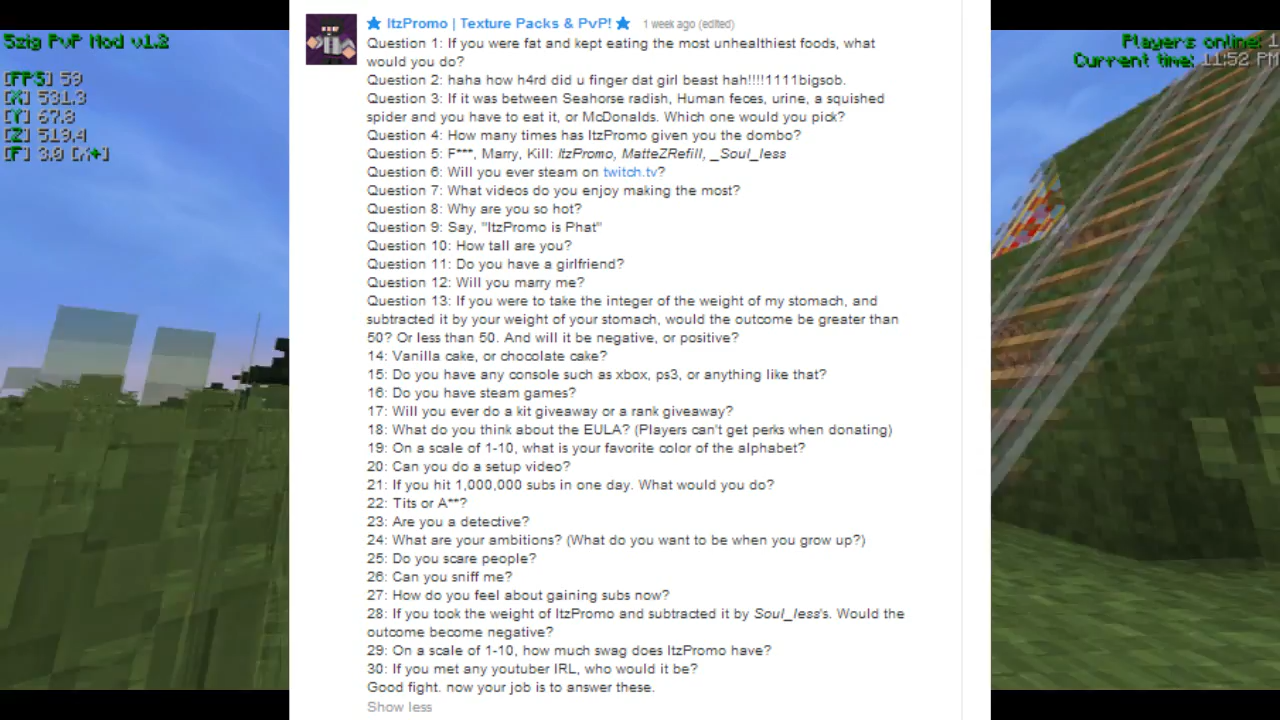 ★ ItzPromo | Texture Packs & PvP! ★ 1 week ago (edited)
Question 1: If you were fat and kept eating the most unhealthiest foods, what
would you do?
Question 2: haha how h4rd did u finger dat girl beast hah!!!!1111bigsob.
Question 3: If it was between Seahorse radish, Human feces, urine, a squished
spider and you have to eat it, or McDonalds. Which one would you pick?
Question 4: How many times has ItzPromo given you the dombo?
Question 5: F***, Marry, Kill: ItzPromo, MatteZRefill, _Soul_less
Question 6: Will you ever steam on twitch.tv?
Question 7: What videos do you enjoy making the most?
Question 8: Why are you so hot?
Question 9: Say, "ItzPromo is Phat"
Question 10: How tall are you?
Question 11: Do you have a girlfriend?
Question 12: Will you marry me?
Question 13: If you were to take the integer of the weight of my stomach, and
subtracted it by your weight of your stomach, would the outcome be greater than
50? Or less than 50. And will it be negative, or positive?
14: Vanilla cake, or chocolate cake?
15: Do you have any console such as xbox, ps3, or anything like that?
16: Do you have steam games?
17: Will you ever do a kit giveaway or a rank giveaway?
18: What do you think about the EULA? (Players can't get perks when donating)
19: On a scale of 1-10, what is your favorite color of the alphabet?
20: Can you do a setup video?
21: If you hit 1,000,000 subs in one day. What would you do?
22: Tits or A**?
23: Are you a detective?
24: What are your ambitions? (What do you want to be when you grow up?)
25: Do you scare people?
26: Can you sniff me?
27: How do you feel about gaining subs now?
28: If you took the weight of ItzPromo and subtracted it by Soul_less's. Would the
outcome become negative?
29: On a scale of 1-10, how much swag does ItzPromo have?
30: If you met any youtuber IRL, who would it be?
Good fight. now your job is to answer these.
Show less
5zig PvP Mod v1.2
[FPS] 59
[X] 531.3
[Y] 67.8
[Z] 519,4
[F] 3.0 [X+]
Players online: 1
Current time: 11:52 PM